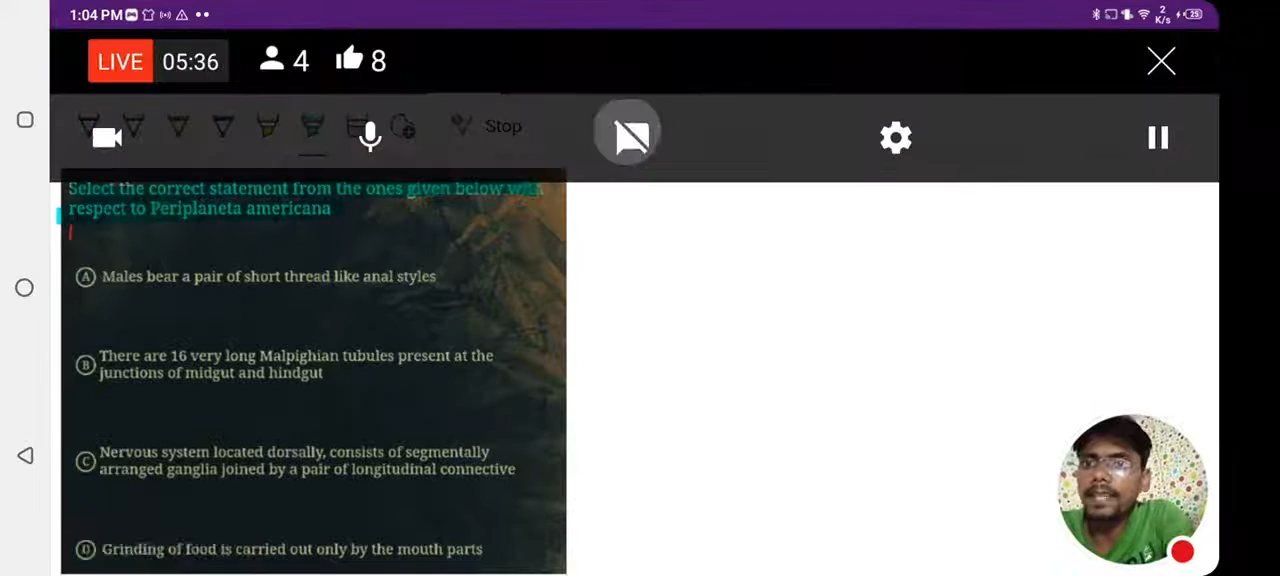 1:04 PM
2 K/s 25
LIVE 05:36 4 8
Stop
Select the correct statement from the ones given below with
respect to Periplaneta americana
A Males bear a pair of short thread like anal styles
B There are 16 very long Malpighian tubules present at the
junctions of midgut and hindgut
C Nervous system located dorsally, consists of segmentally
arranged ganglia joined by a pair of longitudinal connective
D Grinding of food is carried out only by the mouth parts